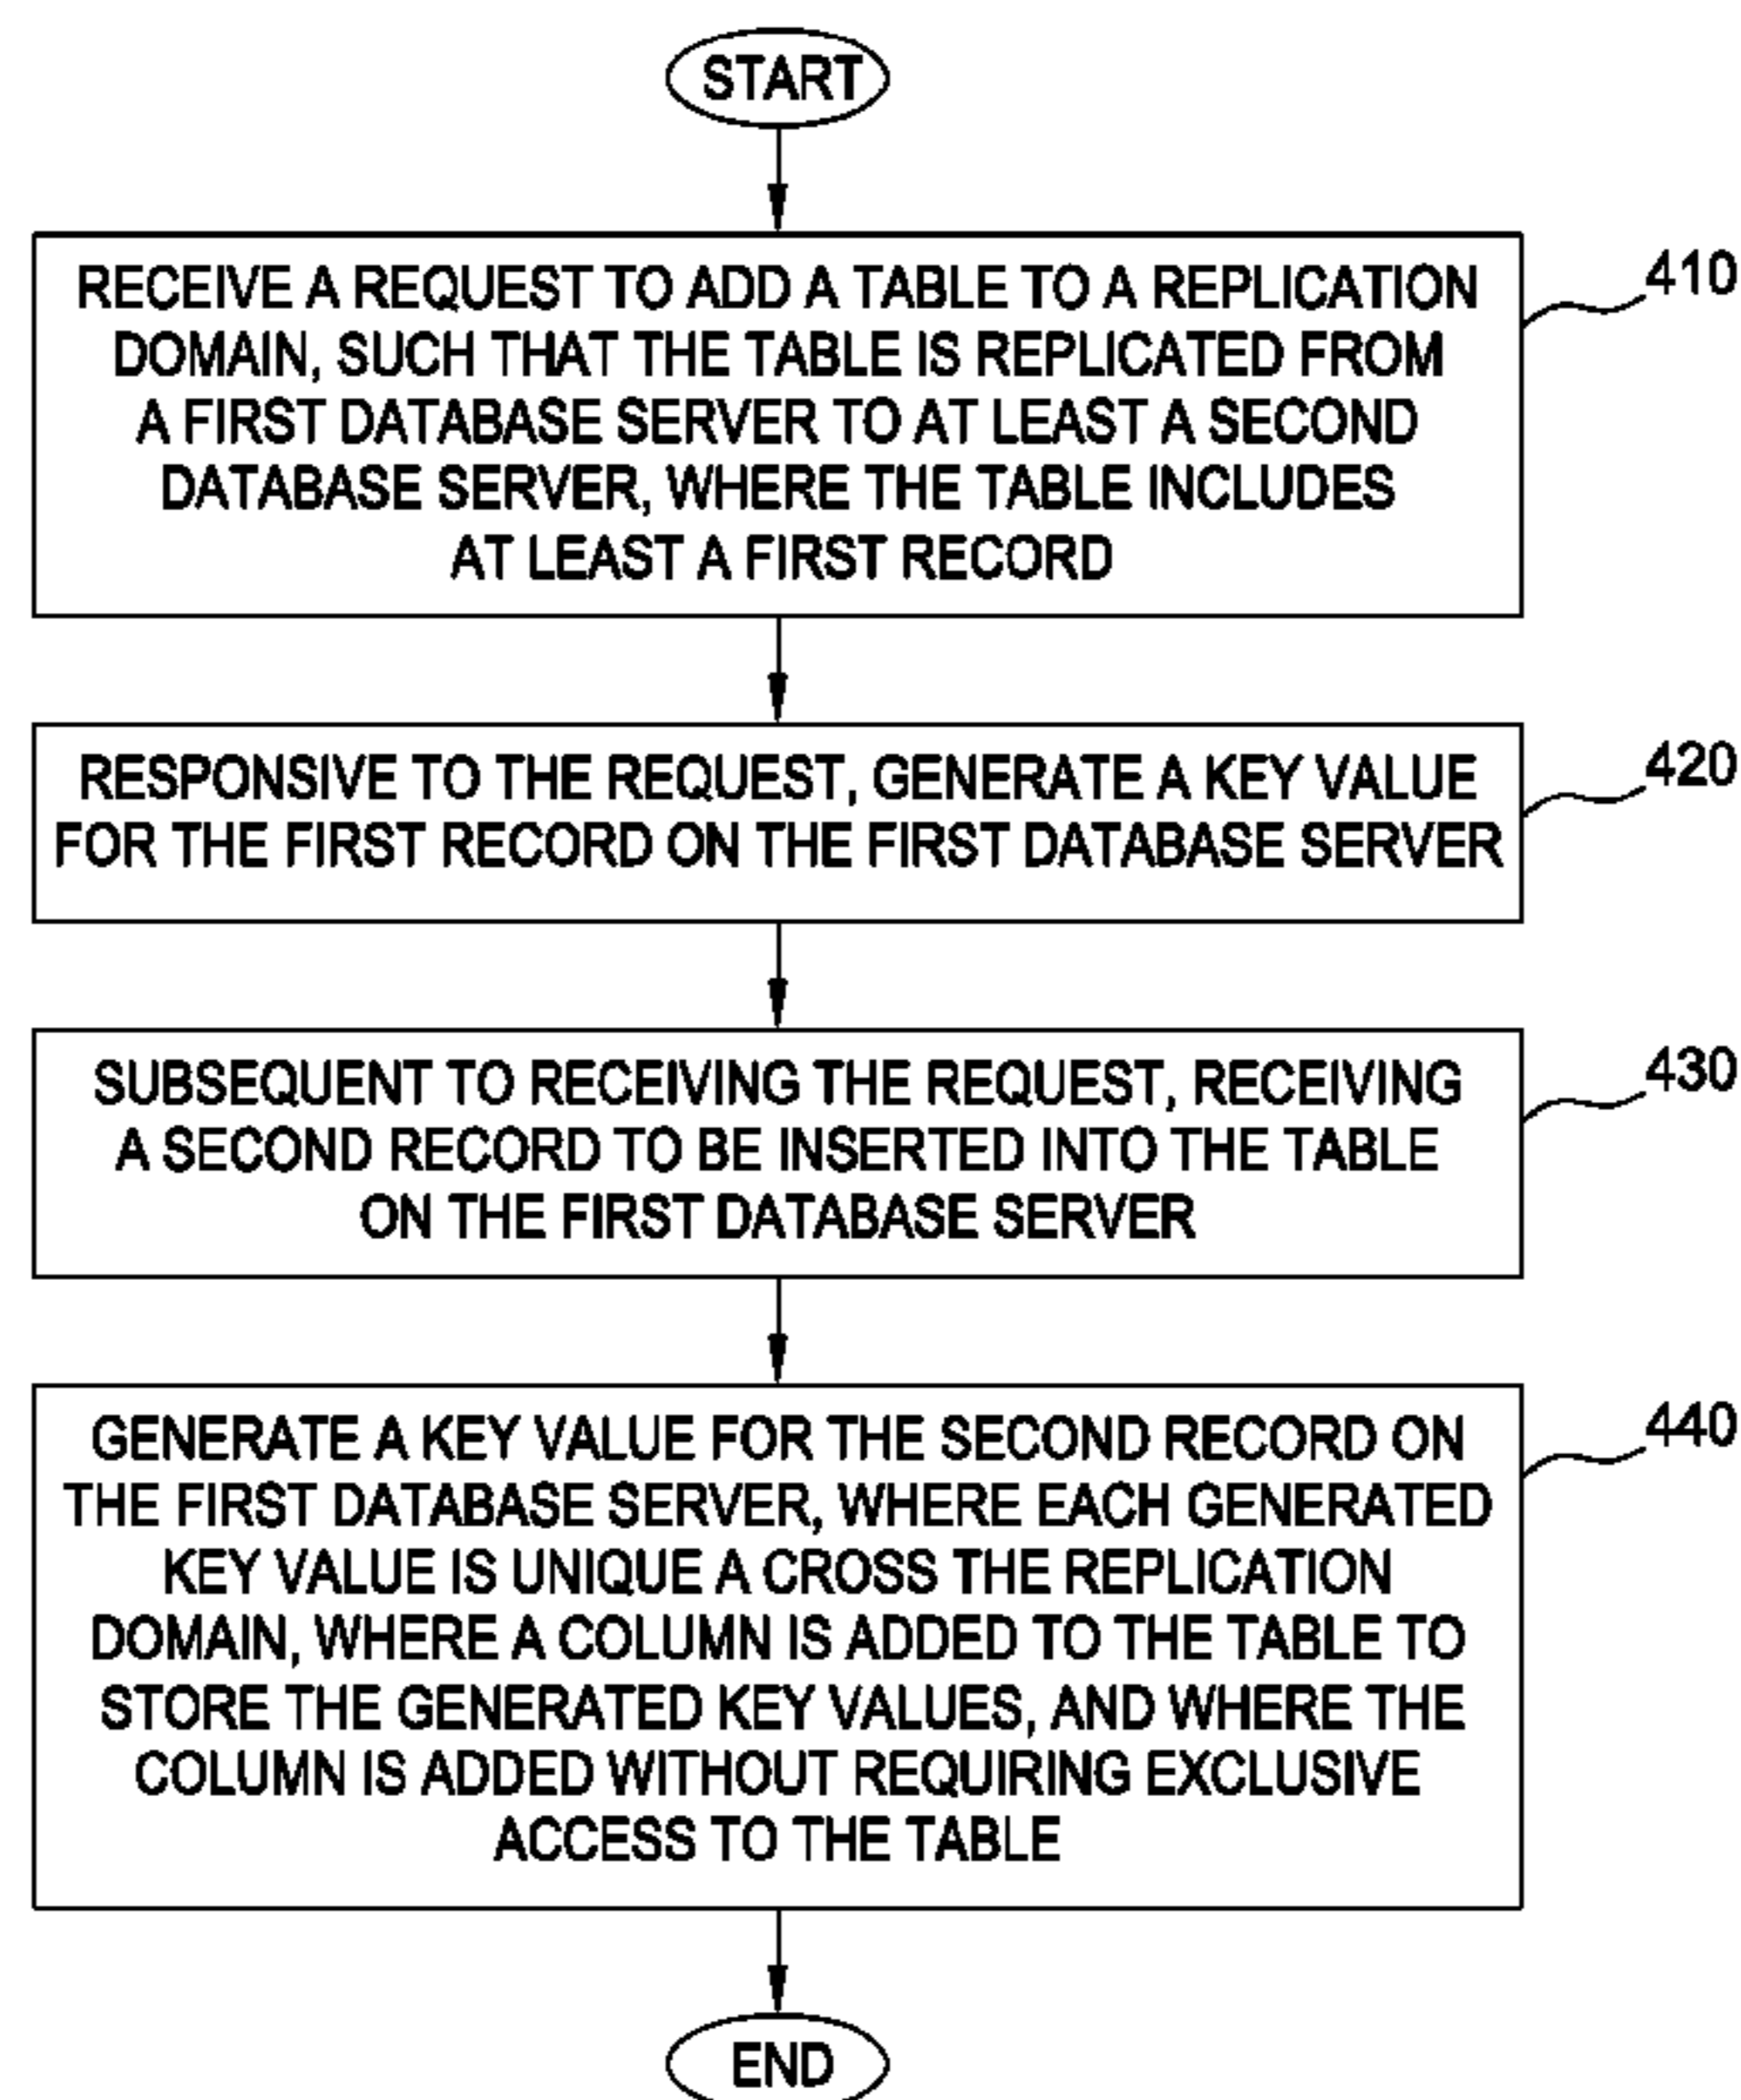 START
RECEIVE A REQUEST TO ADD A TABLE TO A REPLICATION
DOMAIN, SUCH THAT THE TABLE IS REPLICATED FROM
A FIRST DATABASE SERVER TO AT LEAST A SECOND
DATABASE SERVER, WHERE THE TABLE INCLUDES
AT LEAST A FIRST RECORD
410
RESPONSIVE TO THE REQUEST, GENERATE A KEY VALUE
FOR THE FIRST RECORD ON THE FIRST DATABASE SERVER
420
SUBSEQUENT TO RECEIVING THE REQUEST, RECEIVING
A SECOND RECORD TO BE INSERTED INTO THE TABLE
ON THE FIRST DATABASE SERVER
430
GENERATE A KEY VALUE FOR THE SECOND RECORD ON
THE FIRST DATABASE SERVER, WHERE EACH GENERATED
KEY VALUE IS UNIQUE A CROSS THE REPLICATION
DOMAIN, WHERE A COLUMN IS ADDED TO THE TABLE TO
STORE THE GENERATED KEY VALUES, AND WHERE THE
COLUMN IS ADDED WITHOUT REQUIRING EXCLUSIVE
ACCESS TO THE TABLE
440
END